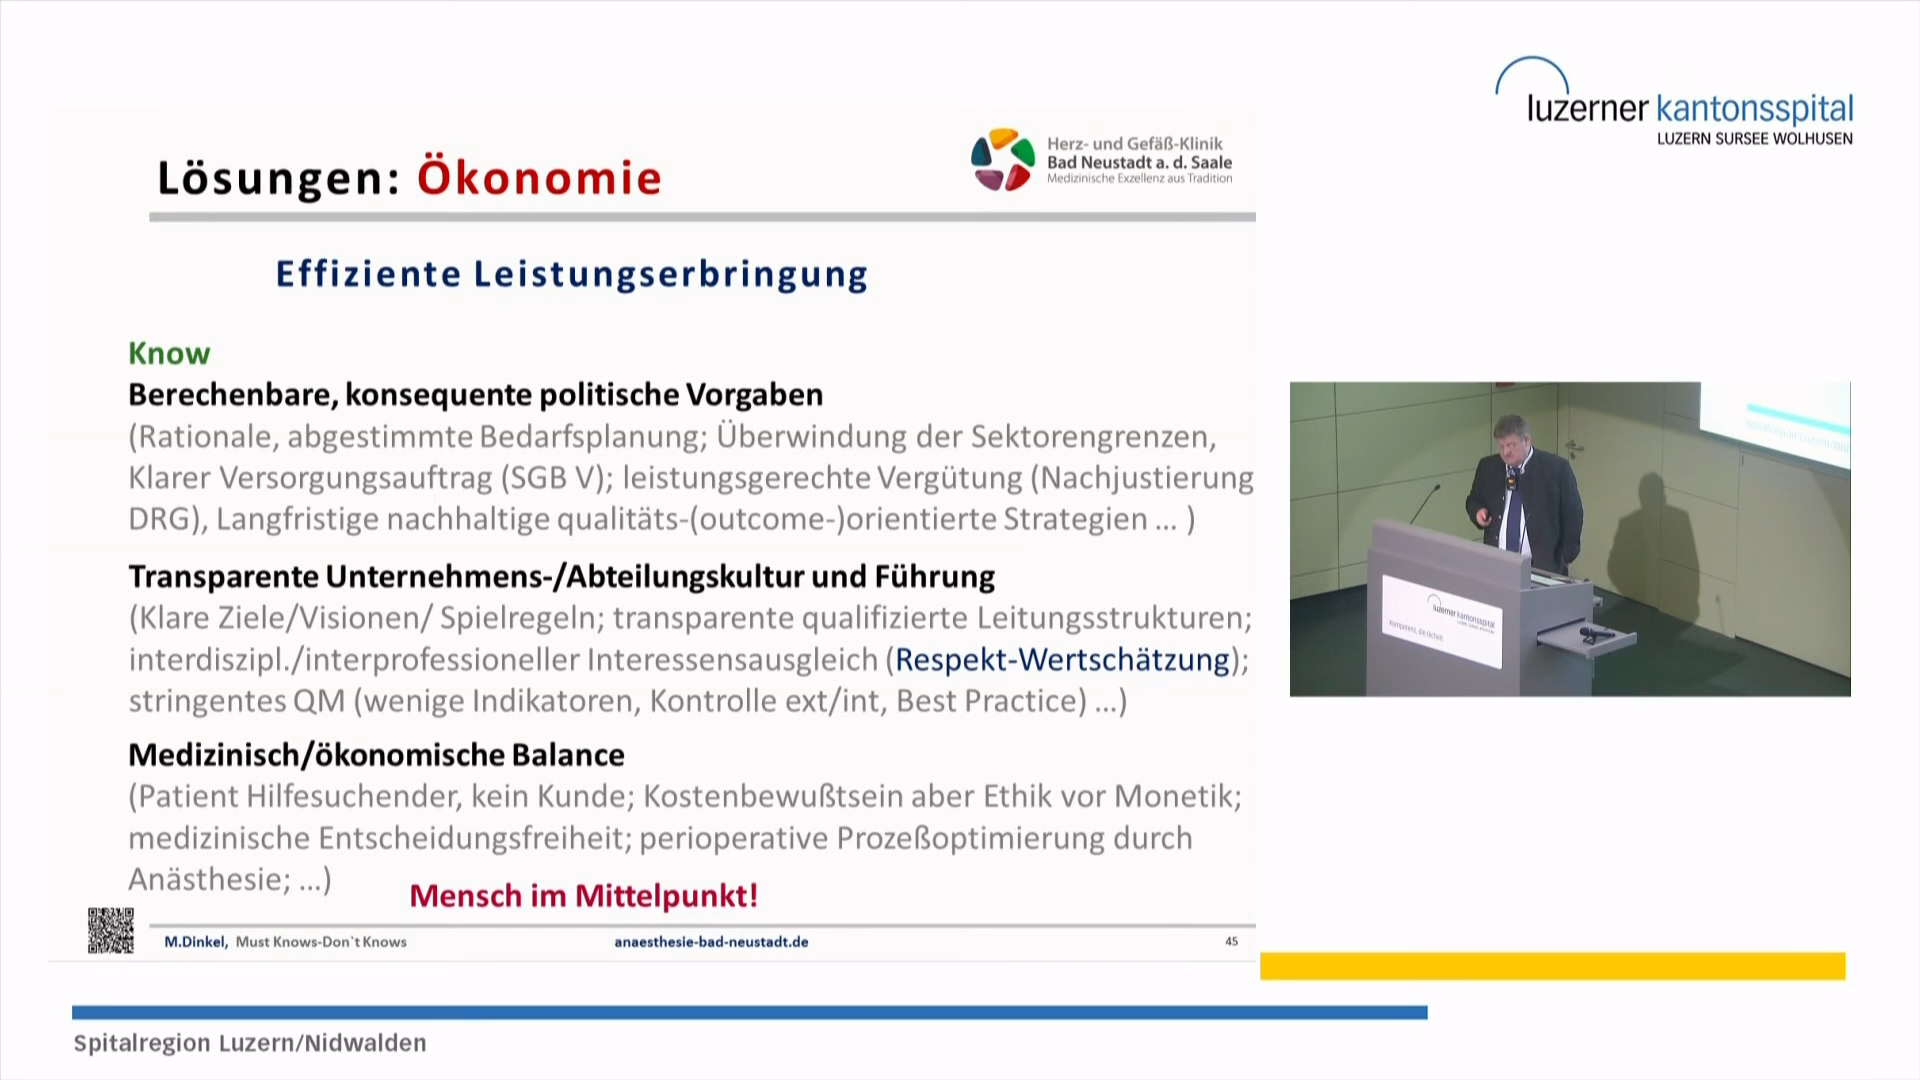 luzerner kantonsspital
LUZERN SURSEE WOLHUSEN
Lösungen: Ökonomie
Herz- und Gefäß-Klinik
Bad Neustadt a. d. Saale
Medizinische Exzellenz aus Tradition
Effiziente Leistungserbringung
Know
Berechenbare, konsequente politische Vorgaben
(Rationale, abgestimmte Bedarfsplanung; Überwindung der Sektorengrenzen,
Klarer Versorgungsauftrag (SGB V); leistungsgerechte Vergütung (Nachjustierung
DRG), Langfristige nachhaltige qualitäts-(outcome-)orientierte Strategien ... )
Transparente Unternehmens-/Abteilungskultur und Führung
(Klare Ziele/Visionen/ Spielregeln; transparente qualifizierte Leitungsstrukturen;
interdiszipl./interprofessioneller Interessensausgleich (Respekt-Wertschätzung);
stringentes QM (wenige Indikatoren, Kontrolle ext/int, Best Practice) ...)
Medizinisch/ökonomische Balance
(Patient Hilfesuchender, kein Kunde; Kostenbewußtsein aber Ethik vor Monetik;
medizinische Entscheidungsfreiheit; perioperative Prozeßoptimierung durch
Anästhesie; ...)
Mensch im Mittelpunkt!
M.Dinkel, Must Knows-Don`t Knows
anaesthesie-bad-neustadt.de
45
luzerner kantonsspital
Kompetenz, die lächelt.
Spitalregion Luzern/Nidwalden